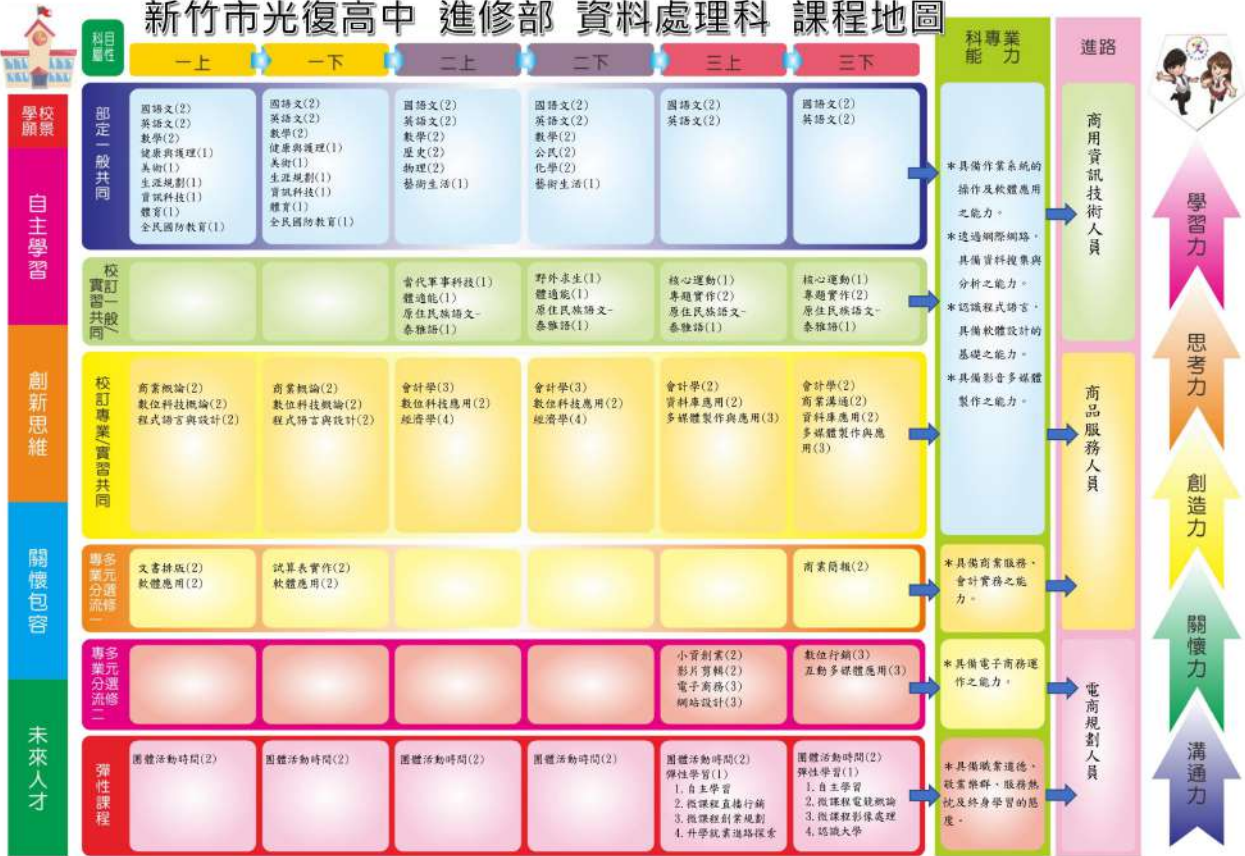 新竹市光復高中 進修部 資料處理科 課程地圖
學校
願景
自主學習
創新思維
關懷包容
未來人才
科目
屬性
一上
一下
二上
二下
三上
三下
科專業
能力
進路
部定一般共同
國語文(2)
英語文(2)
數學(2)
健康與護理(1)
美術(1)
生涯規劃(1)
資訊科技(1)
體育(1)
全民國防教育(1)
國語文(2)
英語文(2)
數學(2)
健康與護理(1)
美術(1)
生涯規劃(1)
資訊科技(1)
體育(1)
全民國防教育(1)
國語文(2)
英語文(2)
數學(2)
歷史(2)
物理(2)
藝術生活(1)
國語文(2)
英語文(2)
數學(2)
公民(2)
化學(2)
藝術生活(1)
國語文(2)
英語文(2)
國語文(2)
英語文(2)
校訂一般/
實習共同
當代軍事科技(1)
體適能(1)
原住民族語文-
泰雅語(1)
野外求生(1)
體適能(1)
原住民族語文-
泰雅語(1)
核心運動(1)
專題實作(2)
原住民族語文-
泰雅語(1)
核心運動(1)
專題實作(2)
原住民族語文-
泰雅語(1)
校訂專業/實習共同
商業概論(2)
數位科技概論(2)
程式語言與設計(2)
商業概論(2)
數位科技概論(2)
程式語言與設計(2)
會計學(3)
數位科技應用(2)
經濟學(4)
會計學(3)
數位科技應用(2)
經濟學(4)
會計學(2)
資料庫應用(2)
多媒體製作與應用(3)
會計學(2)
商業溝通(2)
資料庫應用(2)
多媒體製作與應
用(3)
多元選修
專業分流一
文書排版(2)
軟體應用(2)
試算表實作(2)
軟體應用(2)
商業簡報(2)
多元選修
專業分流二
小資創業(2)
影片剪輯(2)
電子商務(3)
網站設計(3)
數位行銷(3)
互動多媒體應用(3)
彈性課程
團體活動時間(2)
團體活動時間(2)
團體活動時間(2)
團體活動時間(2)
團體活動時間(2)
彈性學習(1)
1.自主學習
2.微課程直播行銷
3.微課程創業規劃
4.升學就業進路探索
團體活動時間(2)
彈性學習(1)
1.自主學習
2.微課程電競概論
3.微課程影像處理
4.認識大學
＊具備作業系統的
操作及軟體應用
之能力。
＊透過網際網路，
具備資料搜集與
分析之能力。
＊認識程式語言，
具備軟體設計的
基礎之能力。
＊具備影音多媒體
製作之能力。
＊具備商業服務、
會計實務之能
力。
＊具備電子商務運
作之能力。
＊具備職業道德、
敬業樂群、服務熱
忱及終身學習的態
度。
商用資訊技術人員
商品服務人員
電商規劃人員
學習力
思考力
創造力
關懷力
溝通力